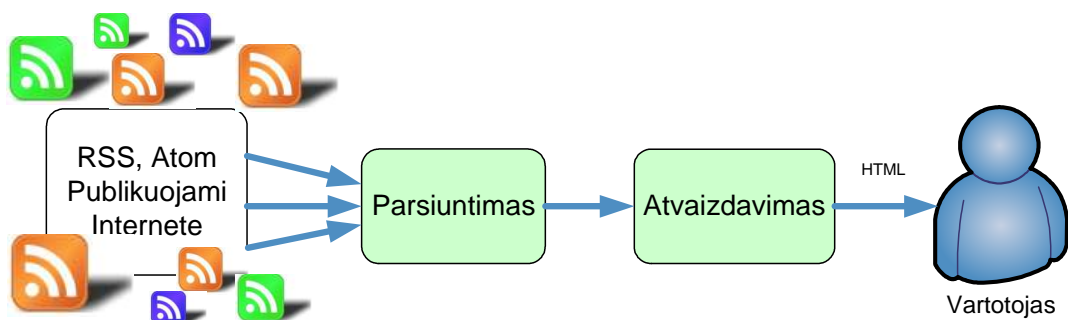 RSS, Atom
Publikuojami
Internete
Parsiuntimas
Atvaizdavimas
HTML
Vartotojas